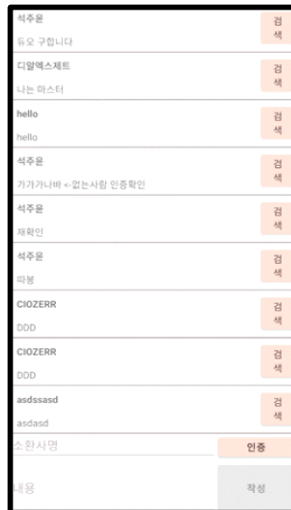 석주윤
듀오 구합니다
검
색
디알엑스제트
나는 마스터
검
색
hello
hello
검
색
석주윤
가가가나바 <-없는사람 인증확인
검
색
석주윤
재확인
검
색
석주윤
따봉
검
색
CIOZERR
DDD
검
색
CIOZERR
DDD
검
색
asdssasd
asdasd
검
색
소환사명
인증
내용
작성